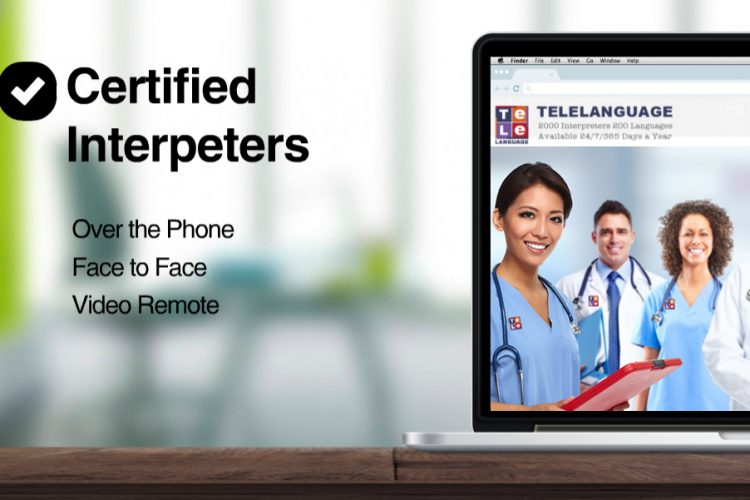 Certified
Interpeters
Over the Phone
Face to Face
Video Remote
Finder File Edit View Go Window Help
Te
Le
LANGUAGE
TELELANGUAGE
2000 Interpreters 200 Languages
Available 24/7/365 Days a Year